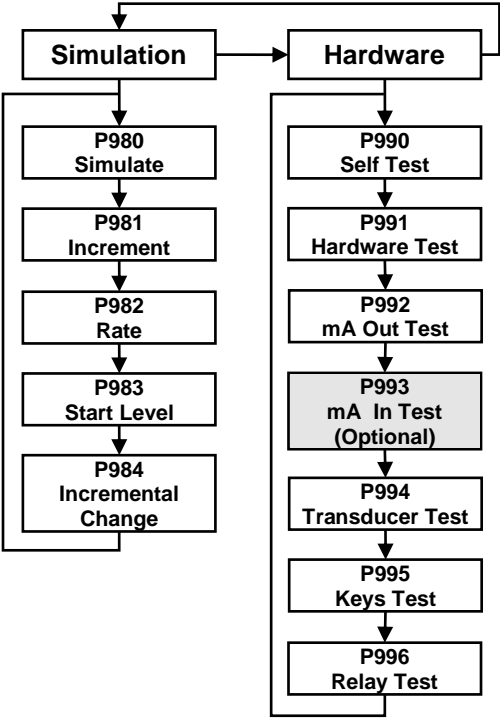 Simulation
Hardware
P980
Simulate
P981
Increment
P982
Rate
P983
Start Level
P984
Incremental
Change
P990
Self Test
P991
Hardware Test
P992
mA Out Test
P993
mA In Test
(Optional)
P994
Transducer Test
P995
Keys Test
P996
Relay Test